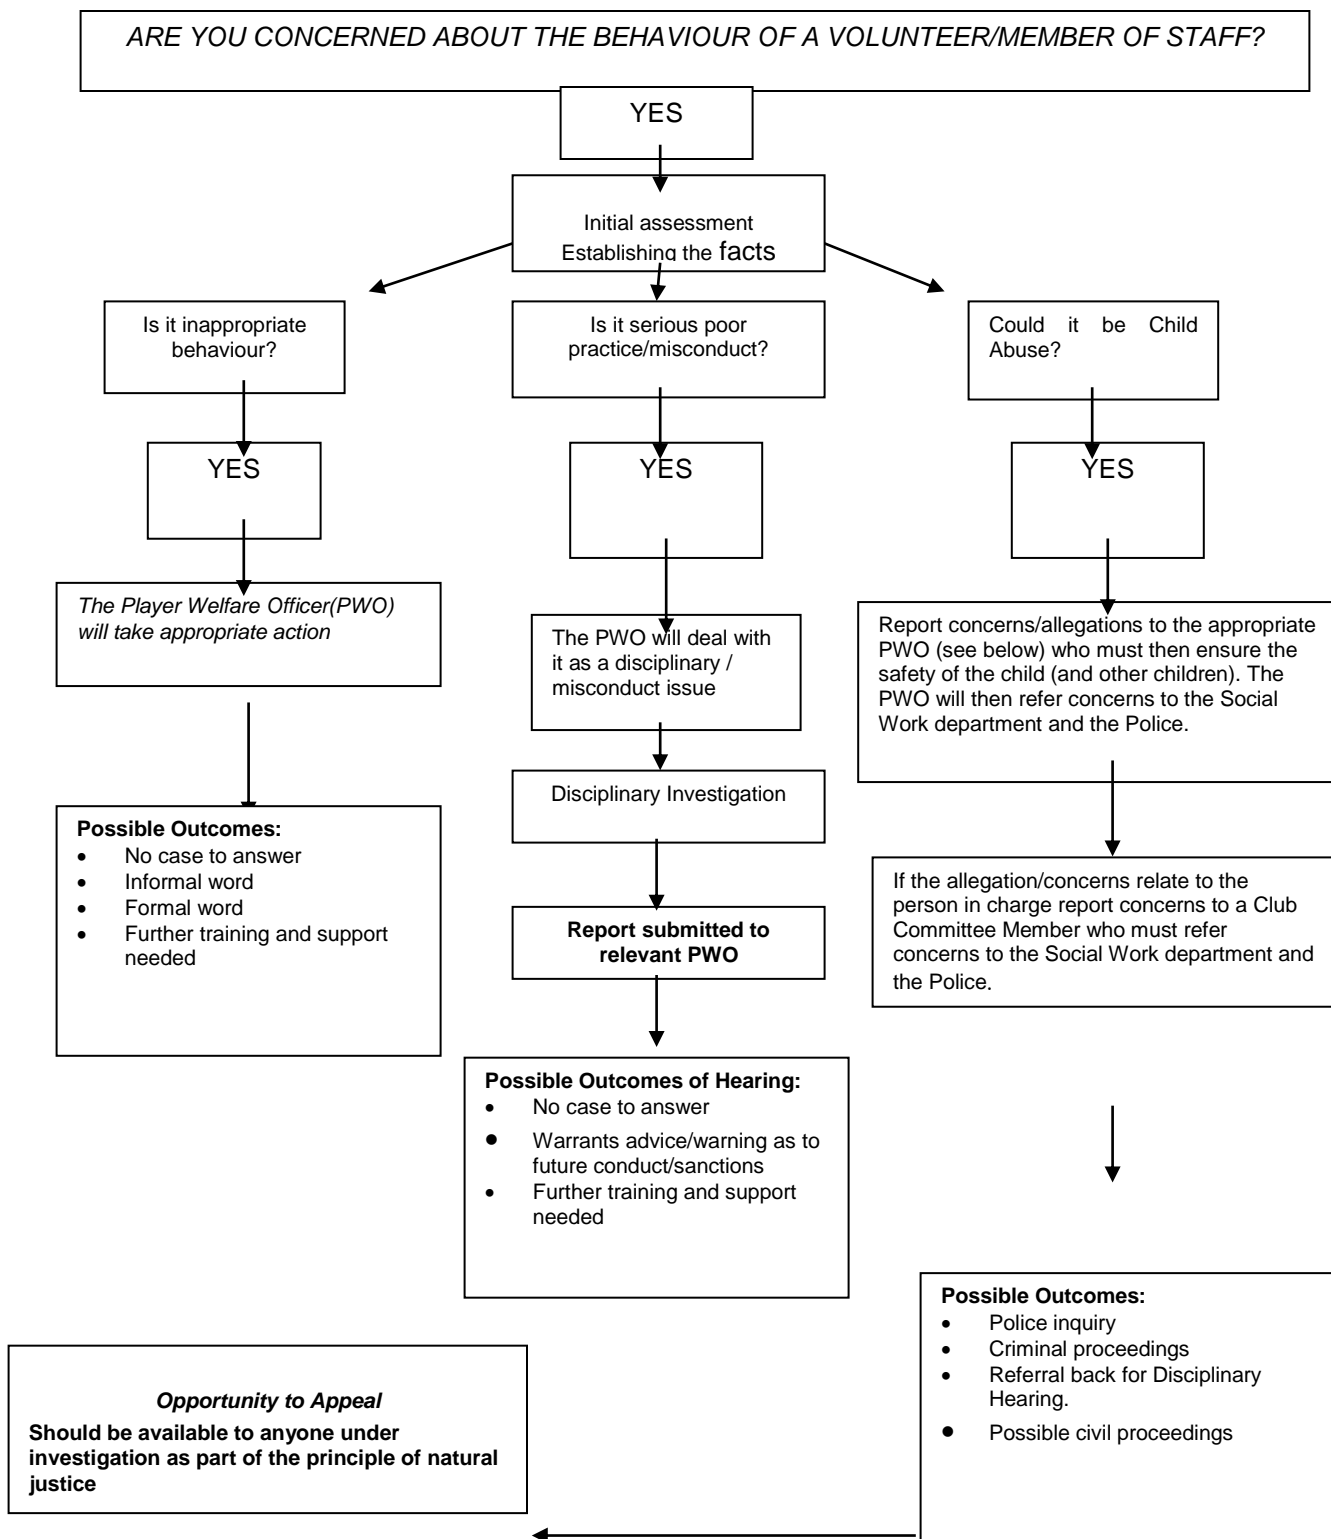 ARE YOU CONCERNED ABOUT THE BEHAVIOUR OF A VOLUNTEER/MEMBER OF STAFF?
YES
Initial assessment
Establishing the facts
Is it inappropriate
behaviour?
Is it serious poor
practice/misconduct?
Could it be Child
Abuse?
YES
YES
YES
The Player Welfare Officer(PWO)
will take appropriate action
The PWO will deal with
it as a disciplinary /
misconduct issue
Report concerns/allegations to the appropriate
PWO (see below) who must then ensure the
safety of the child (and other children). The
PWO will then refer concerns to the Social
Work department and the Police.
Disciplinary Investigation
Possible Outcomes:
• No case to answer
• Informal word
• Formal word
• Further training and support
needed
Report submitted to
relevant PWO
If the allegation/concerns relate to the
person in charge report concerns to a Club
Committee Member who must refer
concerns to the Social Work department and
the Police.
Possible Outcomes of Hearing:
• No case to answer
• Warrants advice/warning as to
future conduct/sanctions
• Further training and support
needed
Possible Outcomes:
• Police inquiry
• Criminal proceedings
• Referral back for Disciplinary
Hearing.
• Possible civil proceedings
Opportunity to Appeal
Should be available to anyone under
investigation as part of the principle of natural
justice